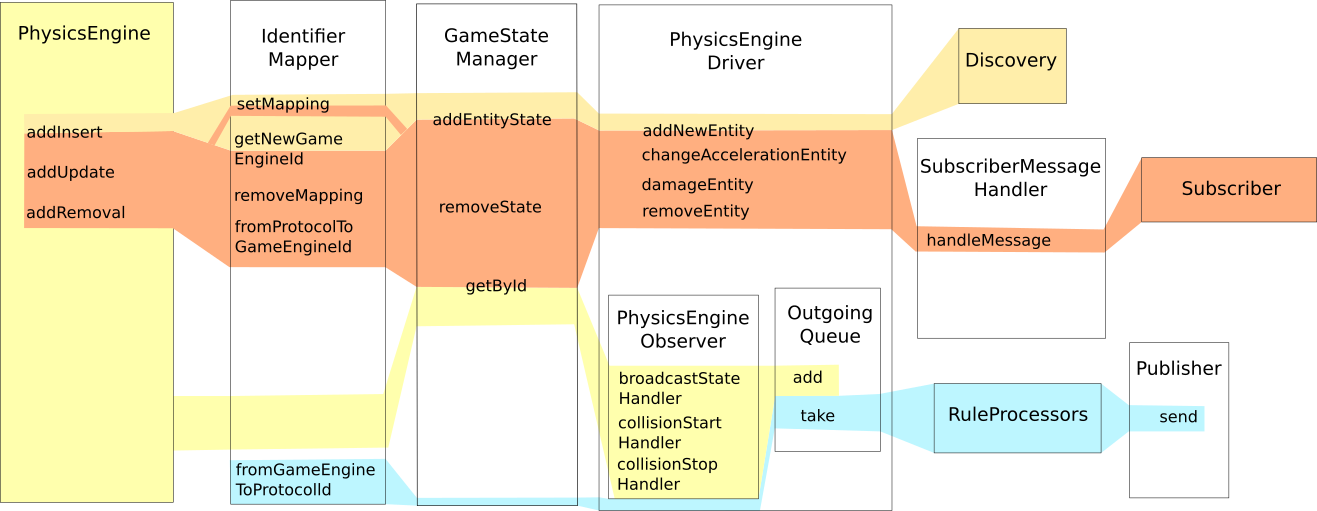 PhysicsEngine
addInsert
addUpdate
addRemoval
Identifier
Mapper
setMapping
getNewGame
EngineId
removeMapping
fromProtocolTo
GameEngineId
fromGameEngine
ToProtocolId
GameState
Manager
addEntityState
removeState
getById
PhysicsEngine
Driver
addNewEntity
changeAccelerationEntity
damageEntity
removeEntity
PhysicsEngine
Observer
broadcastState
Handler
collisionStart
Handler
collisionStop
Handler
Outgoing
Queue
add
take
Discovery
SubscriberMessage
Handler
handleMessage
Subscriber
RuleProcessors
Publisher
send